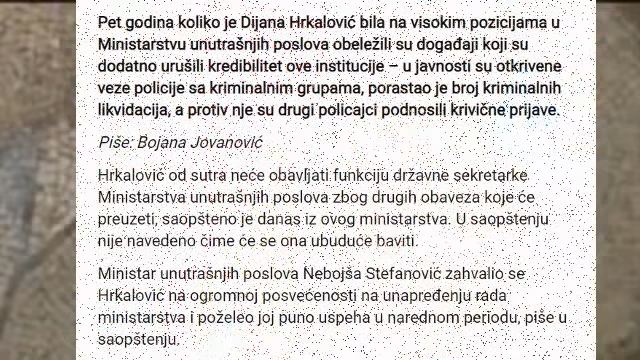 Pet godina koliko je Dijana Hrkalović bila na visokim pozicijama u
Ministarstvu unutrašnjih poslova obeležili su događaji koji su
dodatno urušili kredibilitet ove institucije – u javnosti su otkrivene
veze policije sa kriminalnim grupama, porastao je broj kriminalnih
likvidacija, a protiv nje su drugi policajci podnosili krivične prijave.
Piše: Bojana Jovanović
Hrkalović od sutra neće obavljati funkciju državne sekretarke
Ministarstva unutrašnjih poslova zbog drugih obaveza koje će
preuzeti, saopšteno je danas iz ovog ministarstva. U saopštenju
nije navedeno čime će se ona ubuduće baviti.
Ministar unutrašnjih poslova Nebojša Stefanović zahvalio se
Hrkalović na ogromnoj posvećenosti na unapređenju rada
ministarstva i poželeo joj puno uspeha u narednom periodu, piše u
saopštenju.